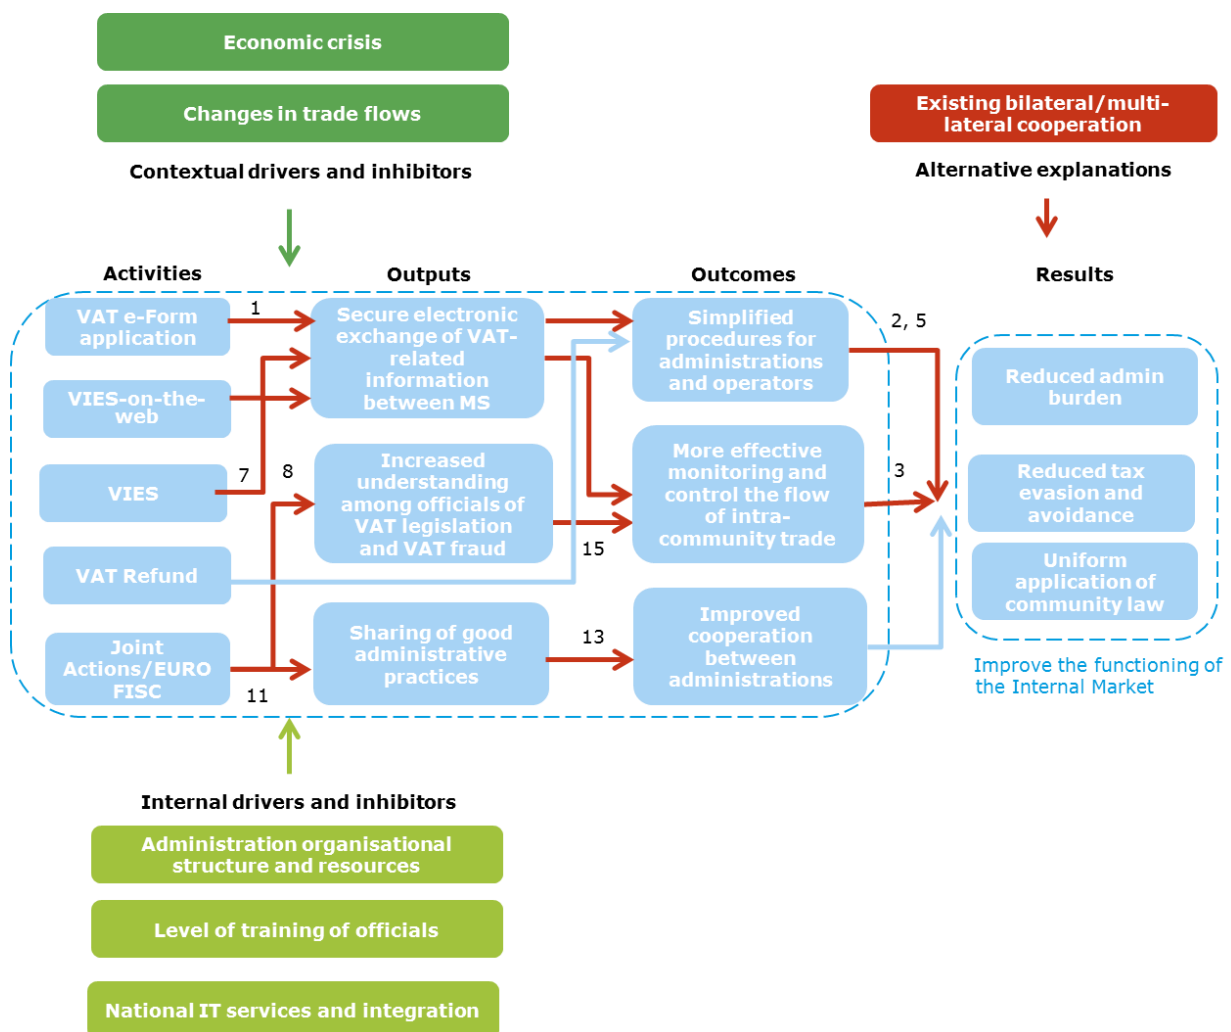 Economic crisis
Changes in trade flows
Contextual drivers and inhibitors
Existing bilateral/multi-
lateral cooperation
Alternative explanations
Activities
Outputs
Outcomes
Results
VAT e-Form
application
1
VIES-on-the-
web
VIES
7
8
VAT Refund
Joint
Actions/EURO
FISC
11
Secure electronic
exchange of VAT-
related
information
between MS
Increased
understanding
among officials of
VAT legislation
and VAT fraud
15
Sharing of good
administrative
practices
13
Simplified
procedures for
administrations
and operators
2, 5
More effective
monitoring and
control the flow
of intra-
community trade
3
Improved
cooperation
between
administrations
Reduced admin
burden
Reduced tax
evasion and
avoidance
Uniform
application of
community law
Improve the functioning of
the Internal Market
Internal drivers and inhibitors
Administration organisational
structure and resources
Level of training of officials
National IT services and integration